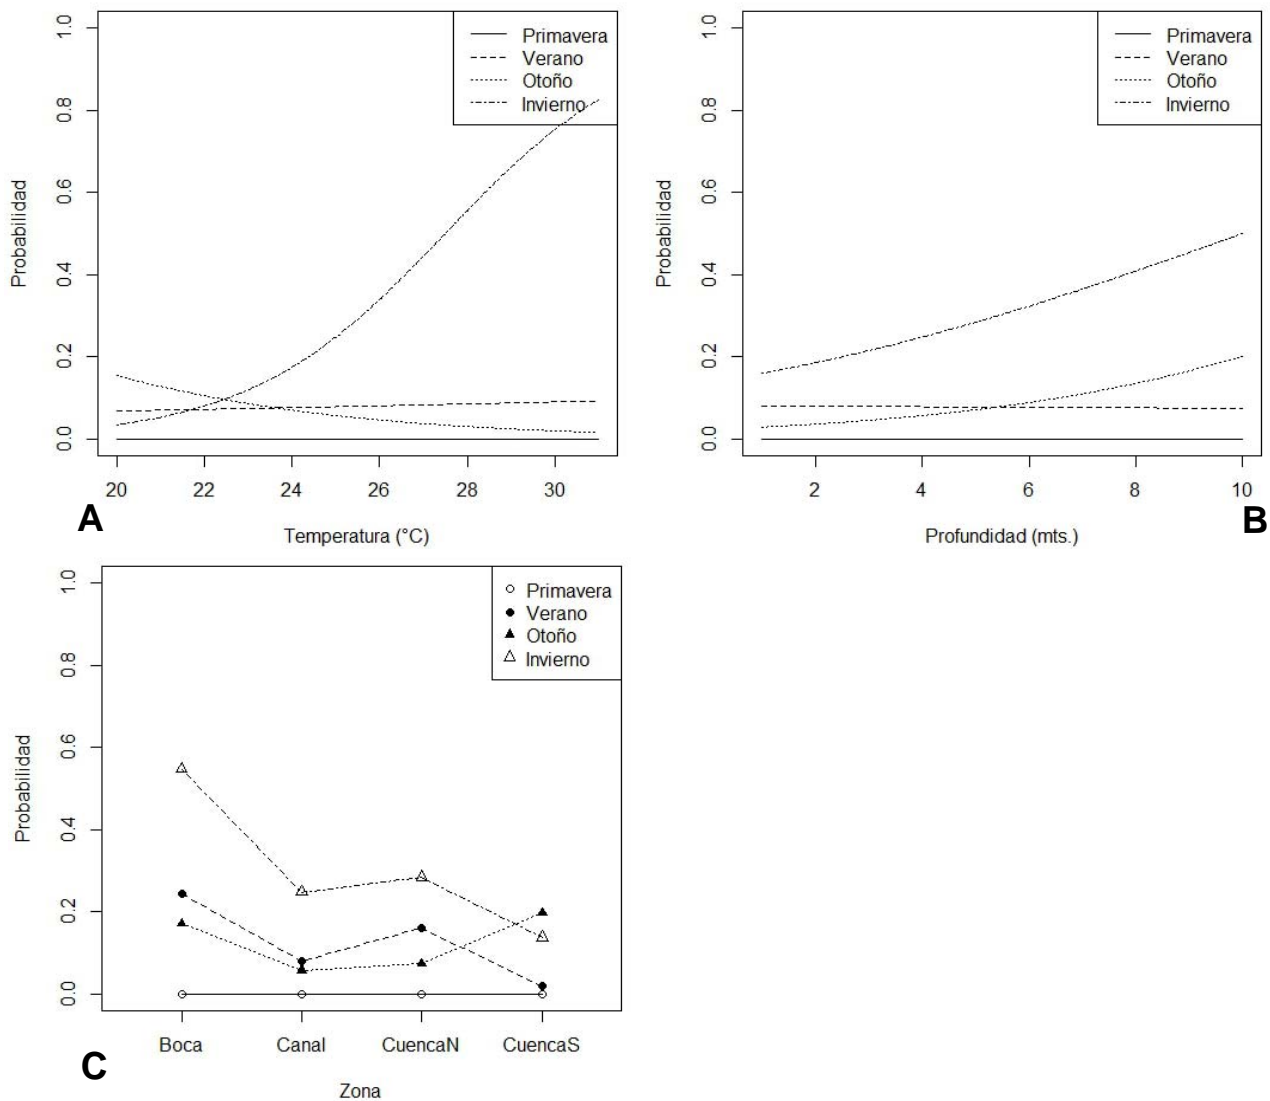 Primavera
Verano
Otoño
Invierno
Probabilidad
0.0 0.2 0.4 0.6 0.8 1.0
20 22 24 26 28 30
Temperatura (°C)
A
Primavera
Verano
Otoño
Invierno
Probabilidad
0.0 0.2 0.4 0.6 0.8 1.0
2 4 6 8 10
Profundidad (mts.)
B
Primavera
Verano
Otoño
Invierno
Probabilidad
0.0 0.2 0.4 0.6 0.8 1.0
Boca Canal CuencaN CuencaS
Zona
C